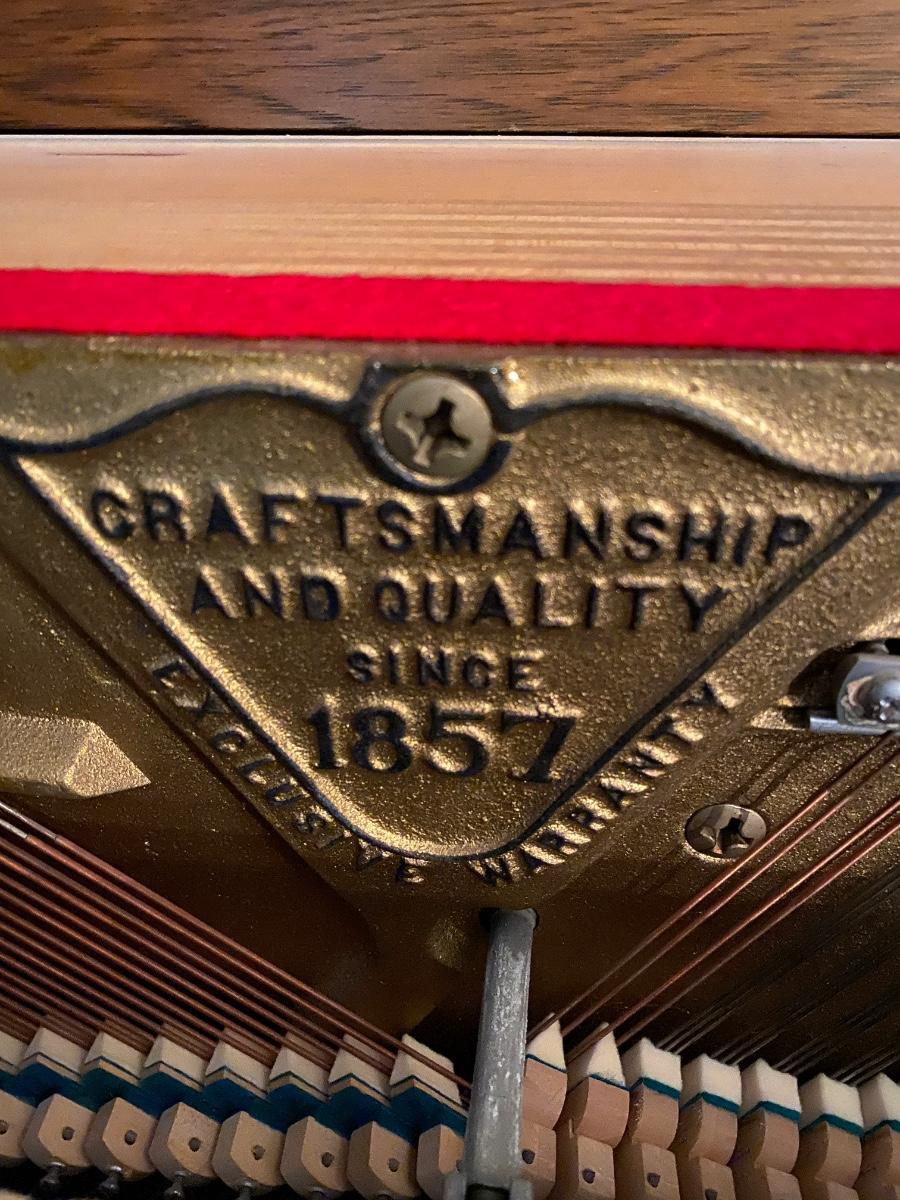 CRAFTSMANSHIP
AND QUALITY
SINCE
1857
EXCLUSIVE WARRANTY